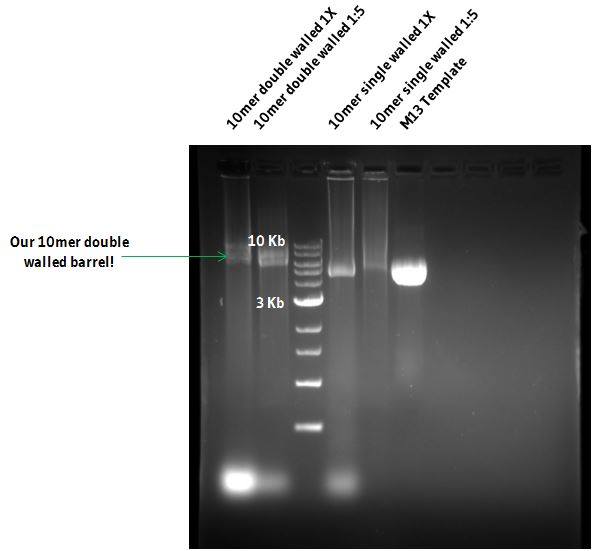 10mer double walled 1X
10mer double walled 1:5
10mer single walled 1X
10mer single walled 1:5
M13 Template
10 Kb
Our 10mer double
walled barrel!
3 Kb